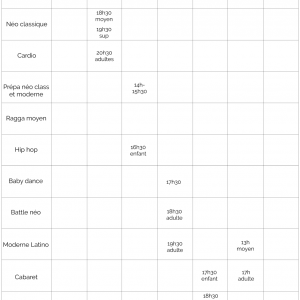 18h30
moyen
Néo classique
19h30
sup
Cardio
20h30
adultes
Prépa néo class
et moderne
14h-
15h30
Ragga moyen
Hip hop
16h30
enfant
Baby dance
17h30
Battle néo
18h30
adulte
Moderne Latino
19h30
adulte
13h
moyen
Cabaret
17h30
enfant
17h
adulte
18h30